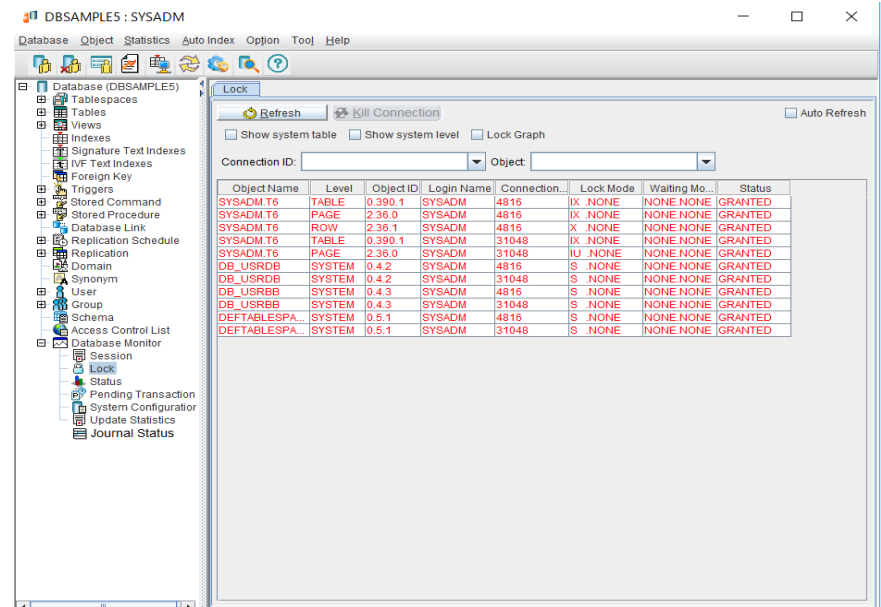 DBSAMPLE5 : SYSADM
Database Object Statistics Auto Index Option Tool Help
Database (DBSAMPLE5)
Tablespaces
Tables
Views
Indexes
Signature Text Indexes
IVF Text Indexes
Foreign Key
Triggers
Stored Command
Stored Procedure
Database Link
Replication Schedule
Replication
Domain
Synonym
User
Group
Schema
Access Control List
Database Monitor
Session
Lock
Status
Pending Transaction
System Configuration
Update Statistics
Journal Status
Lock
Refresh Kill Connection Auto Refresh
Show system table Show system level Lock Graph
Connection ID: Object:
Object Name Level Object ID Login Name Connection... Lock Mode Waiting Mo... Status
SYSADM.T6 TABLE 0.390.1 SYSADM 4816 IX .NONE NONE.NONE GRANTED
SYSADM.T6 PAGE 2.36.0 SYSADM 4816 IX .NONE NONE.NONE GRANTED
SYSADM.T6 ROW 2.36.1 SYSADM 4816 X .NONE NONE.NONE GRANTED
SYSADM.T6 TABLE 0.390.1 SYSADM 31048 IX .NONE NONE.NONE GRANTED
SYSADM.T6 PAGE 2.36.0 SYSADM 31048 IU .NONE NONE.NONE GRANTED
DB_USRDB SYSTEM 0.4.2 SYSADM 4816 S .NONE NONE.NONE GRANTED
DB_USRDB SYSTEM 0.4.2 SYSADM 31048 S .NONE NONE.NONE GRANTED
DB_USRBB SYSTEM 0.4.3 SYSADM 4816 S .NONE NONE.NONE GRANTED
DB_USRBB SYSTEM 0.4.3 SYSADM 31048 S .NONE NONE.NONE GRANTED
DEFTABLESPA... SYSTEM 0.5.1 SYSADM 4816 S .NONE NONE.NONE GRANTED
DEFTABLESPA... SYSTEM 0.5.1 SYSADM 31048 S .NONE NONE.NONE GRANTED